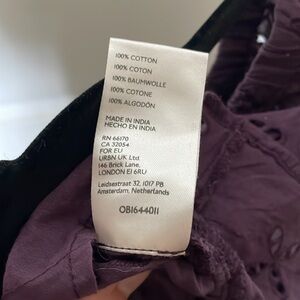 100% COTTON
100% COTON
100% BAUMWOLLE
100% COTONE
100% ALGODÓN
MADE IN INDIA
HECHO EN INDIA
RN 66170
CA 32054
FOR EU
URBN UK Ltd.
146 Brick Lane,
LONDON E1 6RU
Leidsestraat 32, 1017 PB
Amsterdam, Netherlands
OB1644011